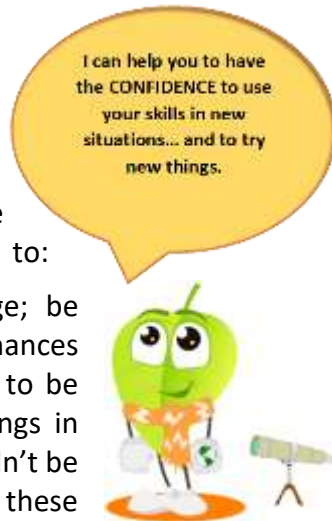 I can help you to have
the CONFIDENCE to use
your skills in new
situations... and to try
new things.
to:
be
hances
to be
ngs in
n't be
these